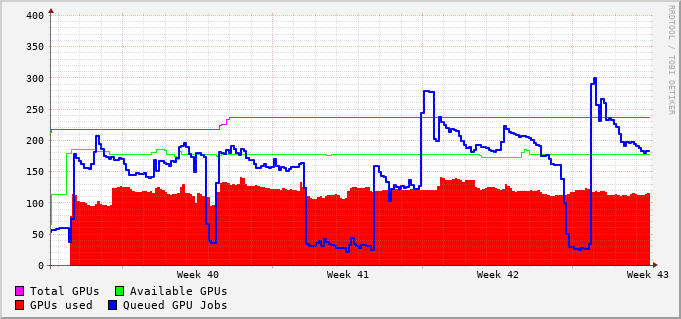 400
350
300
250
200
150
100
50
0
Week 40 Week 41 Week 42 Week 43
Total GPUs Available GPUs
GPUs used Queued GPU Jobs
RRDTOOL / TOBI OETIKER